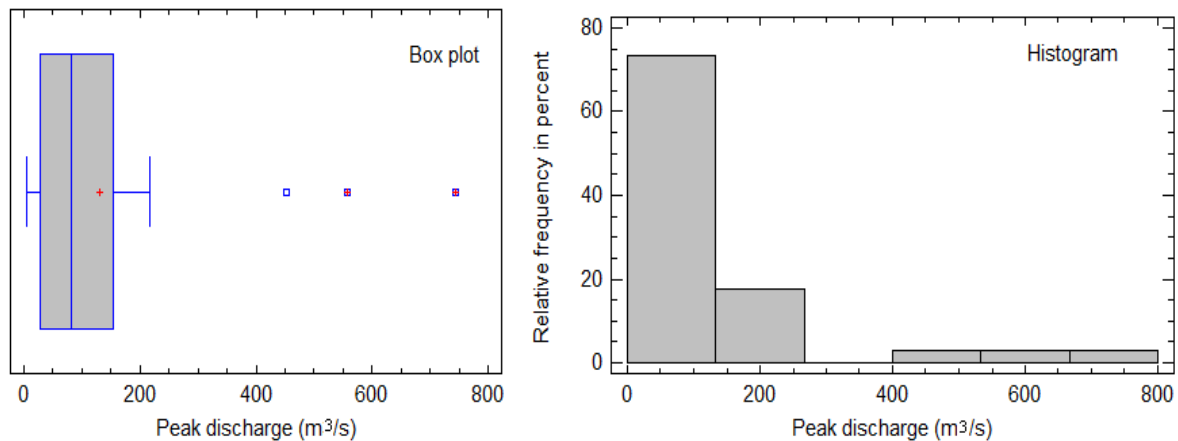 Box plot
0 200 400 600 800
Peak discharge (m³/s)
Relative frequency in percent
80
60
40
20
0
Histogram
0 200 400 600 800
Peak discharge (m³/s)